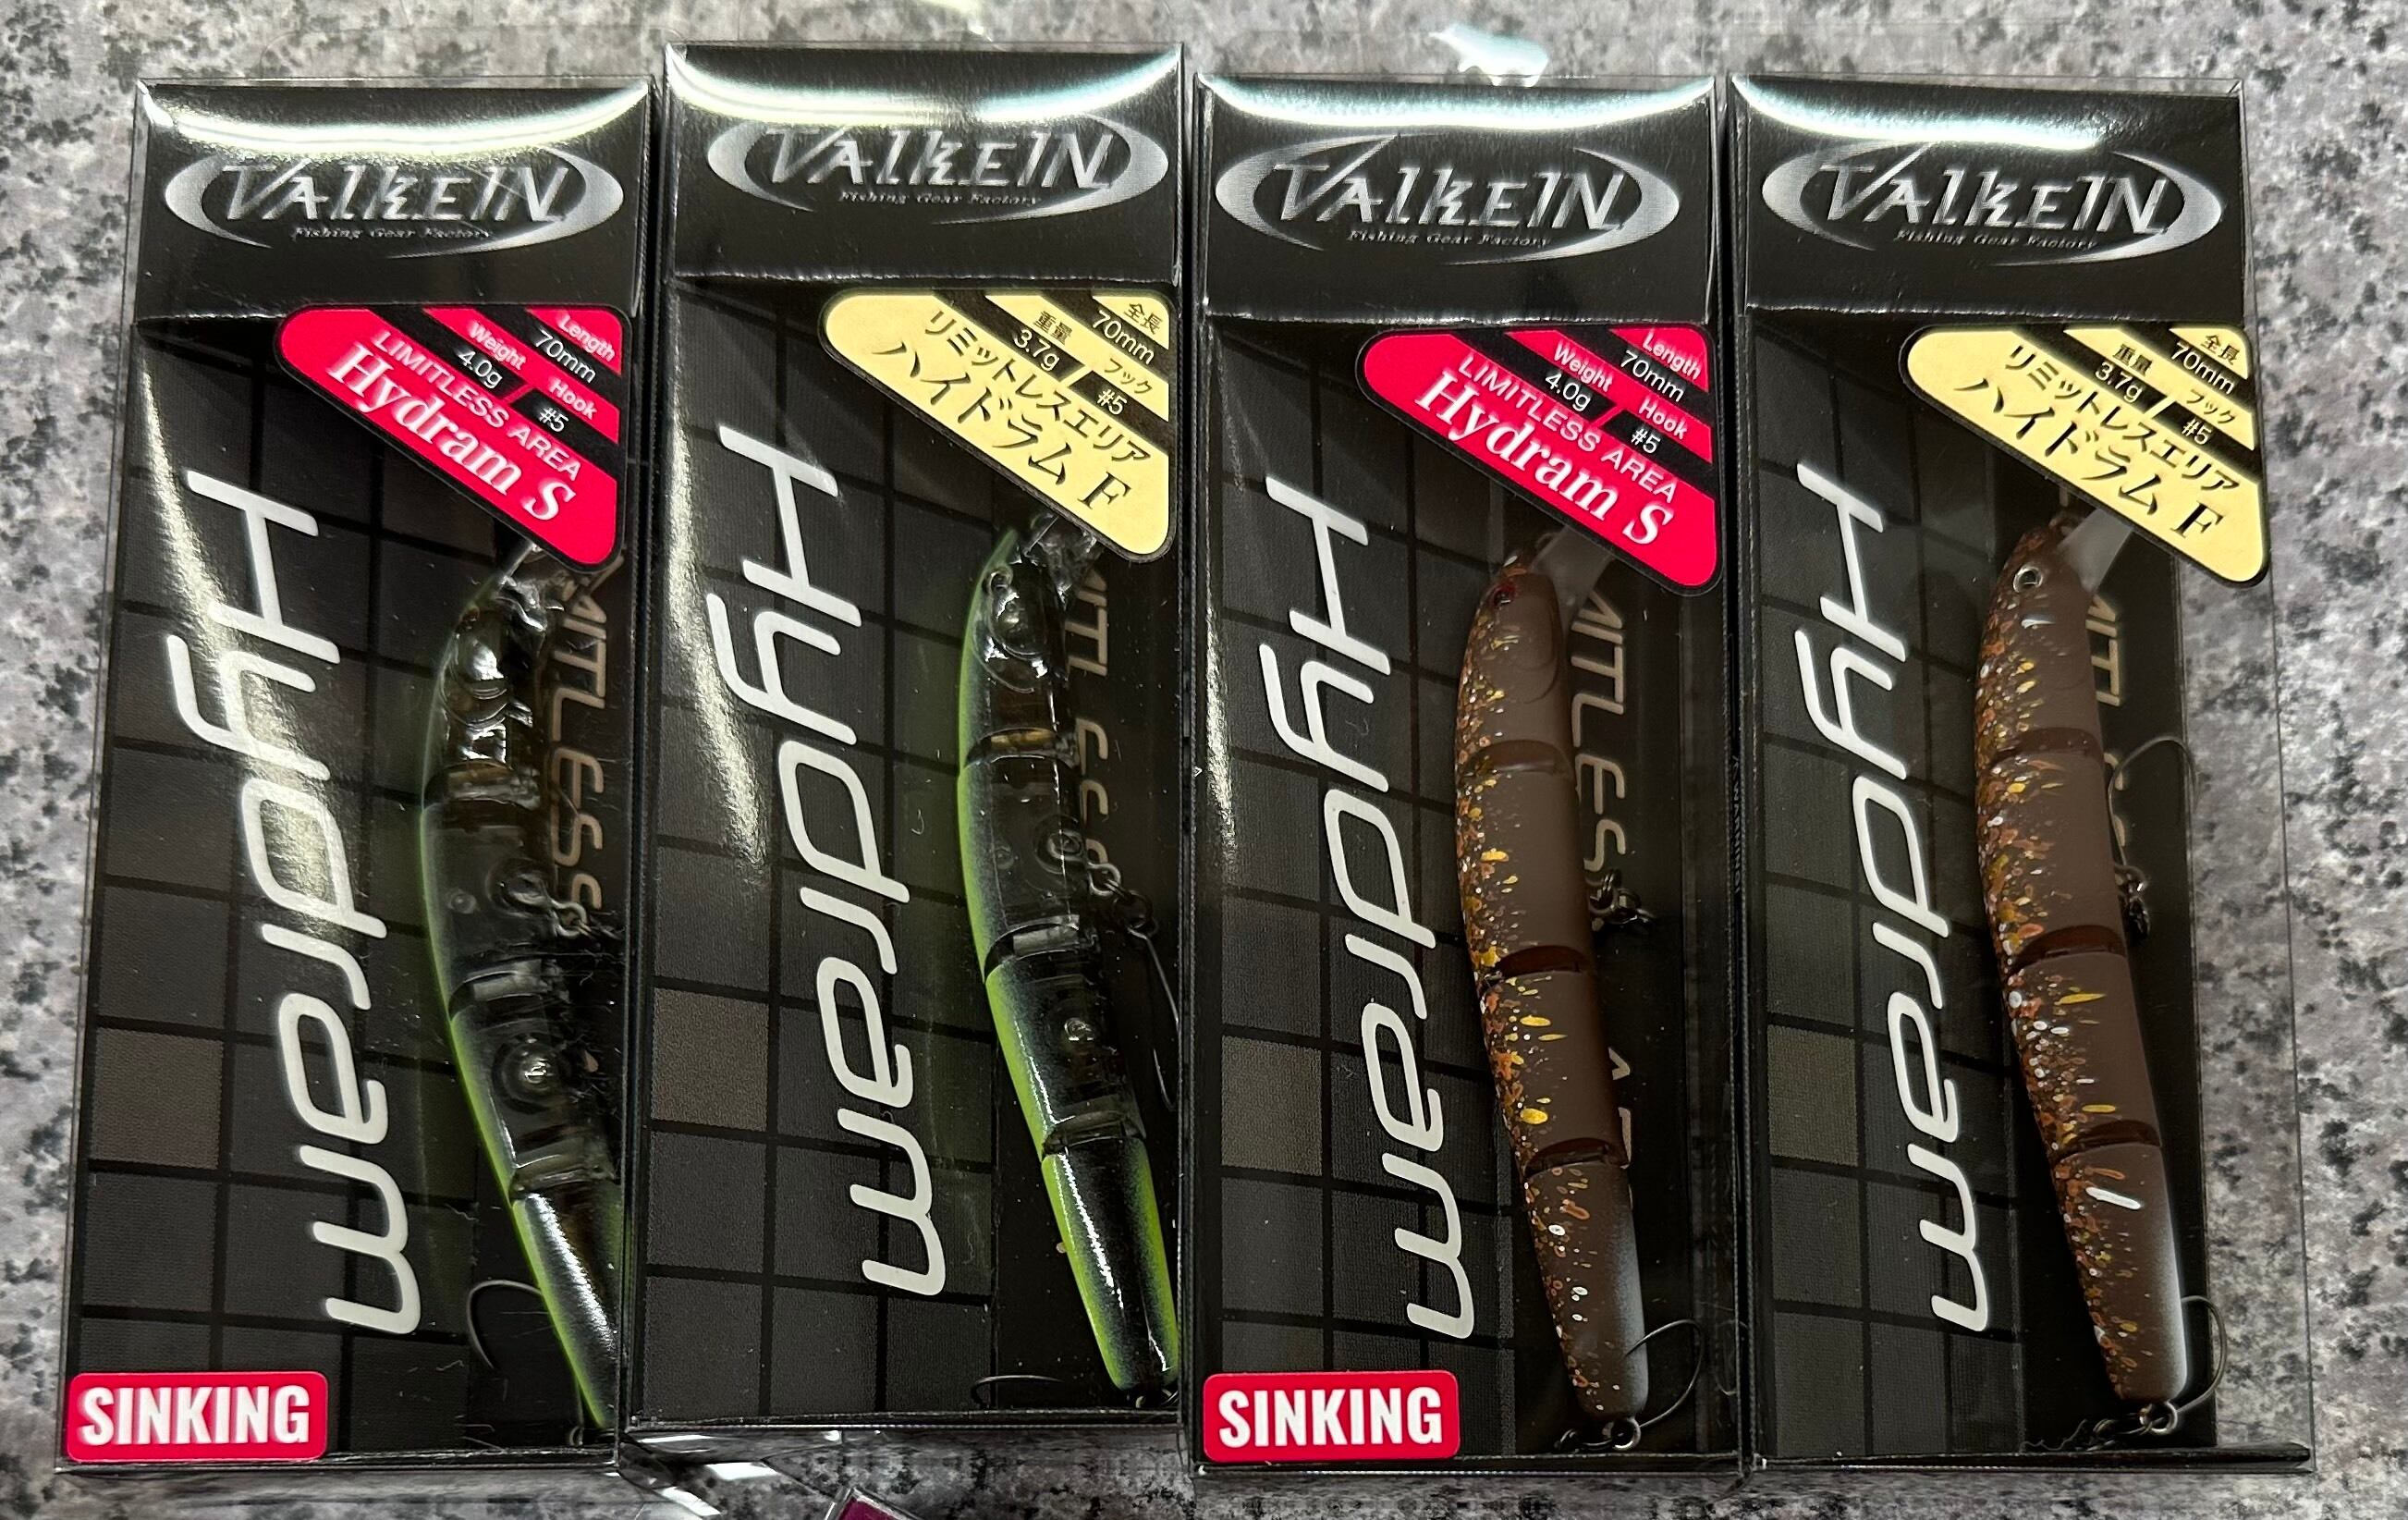 VALKEIN
Fishing Gear Factory
Length
70mm
Weight
Hook
4.0g
#5
LIMITLESS AREA
Hydram S
Hydram
MITLESS
SINKING
VALKEIN
Fishing Gear Factory
全長
70mm
重量
フック
3.7g
#5
リミットレスエリア
ハイドラム F
Hydram
VALKEIN
Fishing Gear Factory
Length
70mm
Weight
Hook
4.0g
#5
LIMITLESS AREA
Hydram S
Hydram
MITLESS
SINKING
VALKEIN
Fishing Gear Factory
全長
70mm
重量
フック
3.7g
#5
リミットレスエリア
ハイドラム F
Hydram